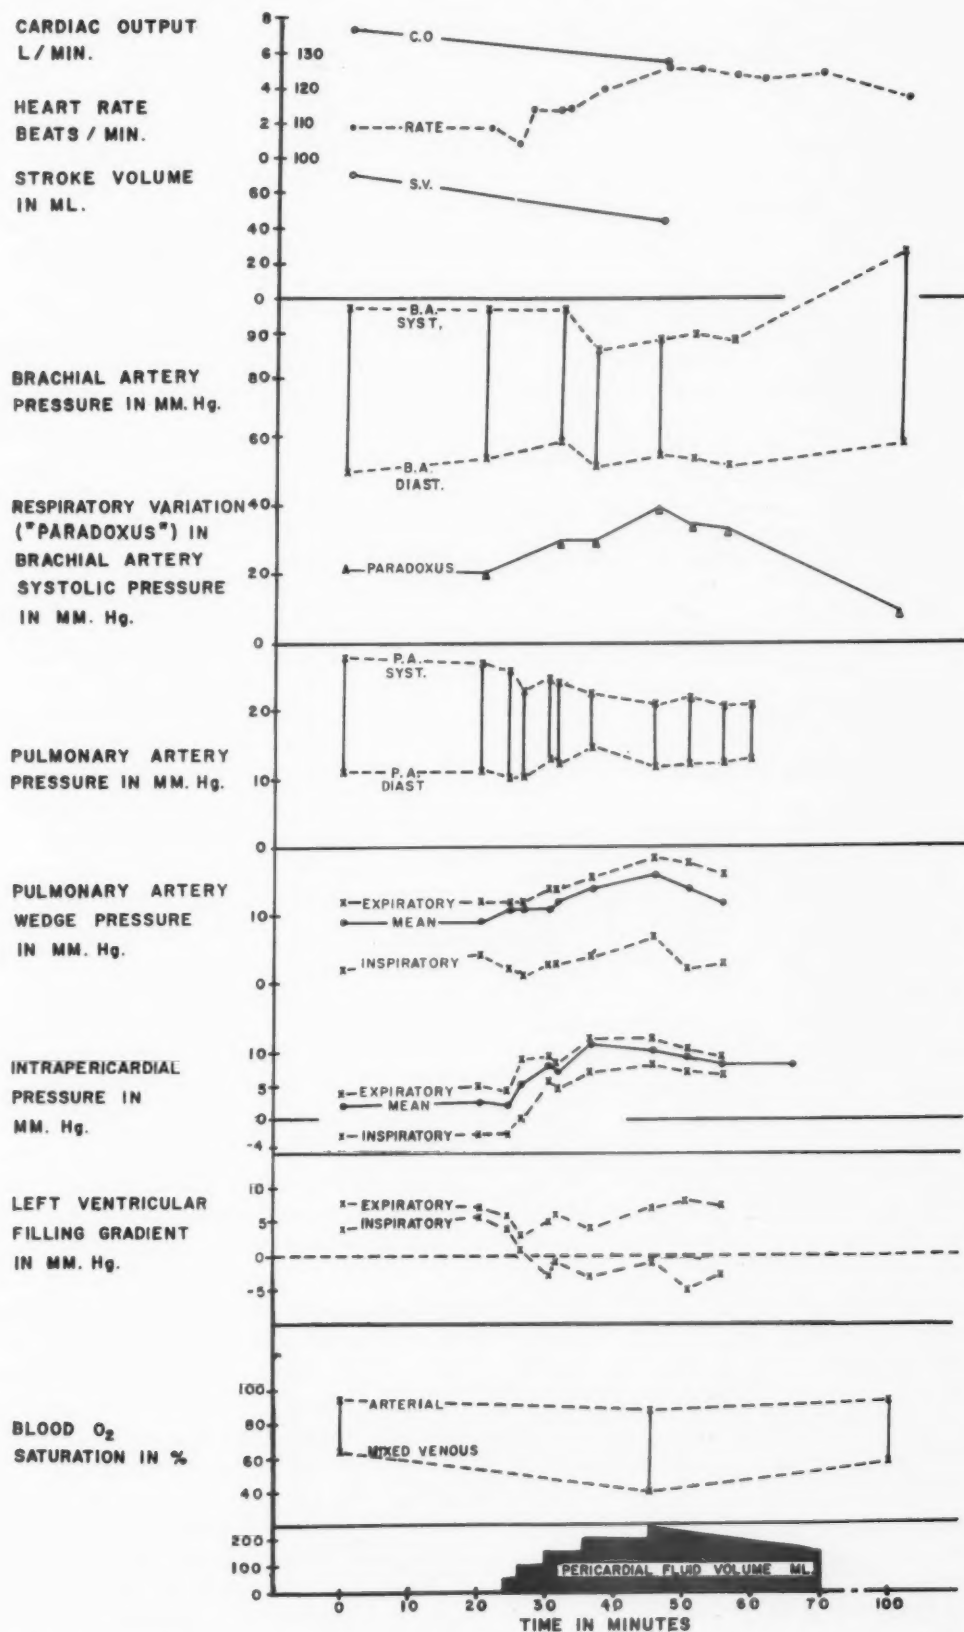 CARDIAC OUTPUT
L/MIN.
HEART RATE
BEATS / MIN.
STROKE VOLUME
IN ML.
8
6
4
2
0
130
120
110
100
60
40
20
0
C.O
RATE
S.V.
BRACHIAL ARTERY
PRESSURE IN MM. Hg.
90
80
60
B.A.
SYST.
B.A.
DIAST.
RESPIRATORY VARIATION
("PARADOXUS") IN
BRACHIAL ARTERY
SYSTOLIC PRESSURE
IN MM. Hg.
40
20
0
PARADOXUS
PULMONARY ARTERY
PRESSURE IN MM. Hg.
20
10
0
P.A.
SYST.
P.A.
DIAST
PULMONARY ARTERY
WEDGE PRESSURE
IN MM. Hg.
10
0
EXPIRATORY
MEAN
INSPIRATORY
INTRAPERICARDIAL
PRESSURE IN
MM. Hg.
10
5
0
-4
EXPIRATORY
MEAN
INSPIRATORY
LEFT VENTRICULAR
FILLING GRADIENT
IN MM. Hg.
10
5
0
-5
EXPIRATORY
INSPIRATORY
BLOOD O2
SATURATION IN %
100
80
60
40
ARTERIAL
MIXED VENOUS
200
100
0
PERICARDIAL FLUID VOLUME ML.
0 10 20 30 40 50 60 70 100
TIME IN MINUTES